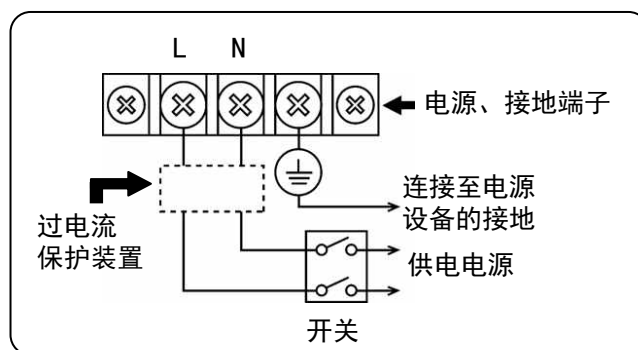 L N
电源、接地端子
连接至电源
设备的接地
过电流
保护装置
供电电源
开关